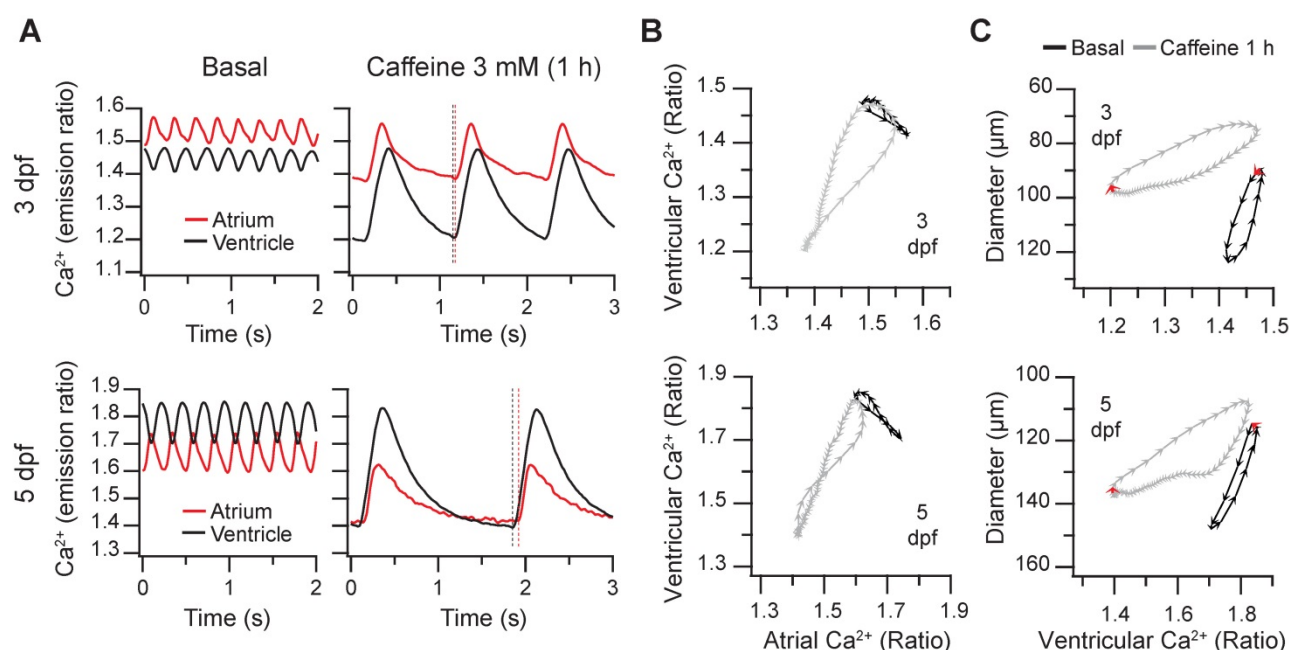 A
B
C
Basal
Caffeine 3 mM (1 h)
Basal Caffeine 1 h
3 dpf
Ca²⁺ (emission ratio)
1.6
1.5
1.4
1.3
1.2
1.1
Atrium
Ventricle
0 1 2
Time (s)
0 1 2 3
Time (s)
Ventricular Ca²⁺ (Ratio)
1.5
1.4
1.3
1.2
3
dpf
1.3 1.4 1.5 1.6
Diameter (µm)
60
80
100
120
3
dpf
1.2 1.3 1.4 1.5
5 dpf
Ca²⁺ (emission ratio)
1.9
1.8
1.7
1.6
1.5
1.4
1.3
Atrium
Ventricle
0 1 2
Time (s)
0 1 2 3
Time (s)
Ventricular Ca²⁺ (Ratio)
1.9
1.7
1.5
1.3
5
dpf
1.3 1.5 1.7 1.9
Atrial Ca²⁺ (Ratio)
Diameter (µm)
100
120
140
160
5
dpf
1.4 1.6 1.8
Ventricular Ca²⁺ (Ratio)